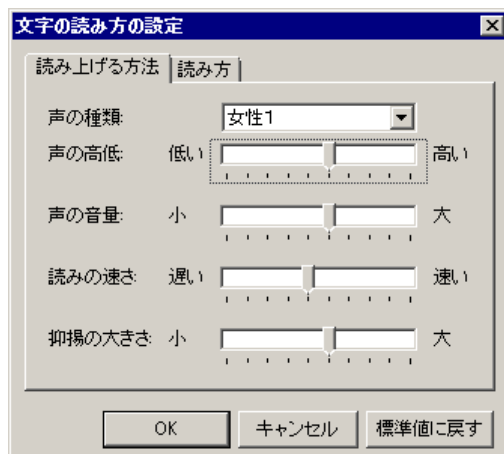 文字の読み方の設定
読み上げる方法 読み方
声の種類: 女性1
声の高低: 低い 高い
声の音量: 小 大
読みの速さ: 遅い 速い
抑揚の大きさ: 小 大
OK キャンセル 標準値に戻す